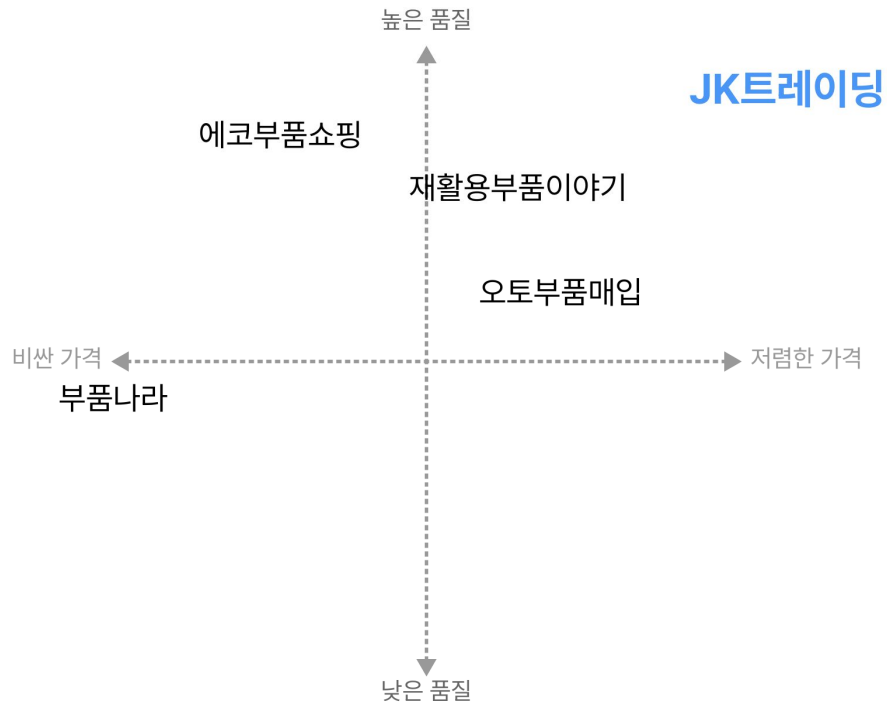 높은 품질
JK트레이딩
에코부품쇼핑
재활용부품이야기
오토부품매입
비싼 가격
저렴한 가격
부품나라
낮은 품질